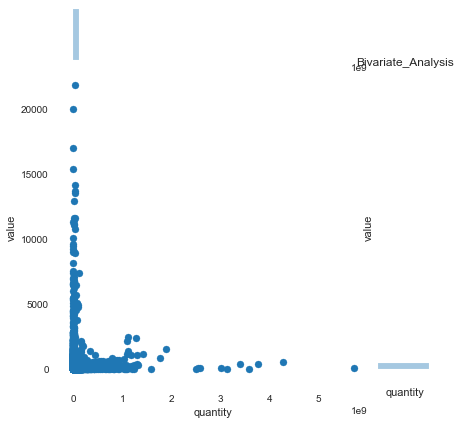 Bivariate_Analysis
1e9
20000
15000
10000
5000
0
value
value
0 1 2 3 4 5
quantity
quantity
1e9